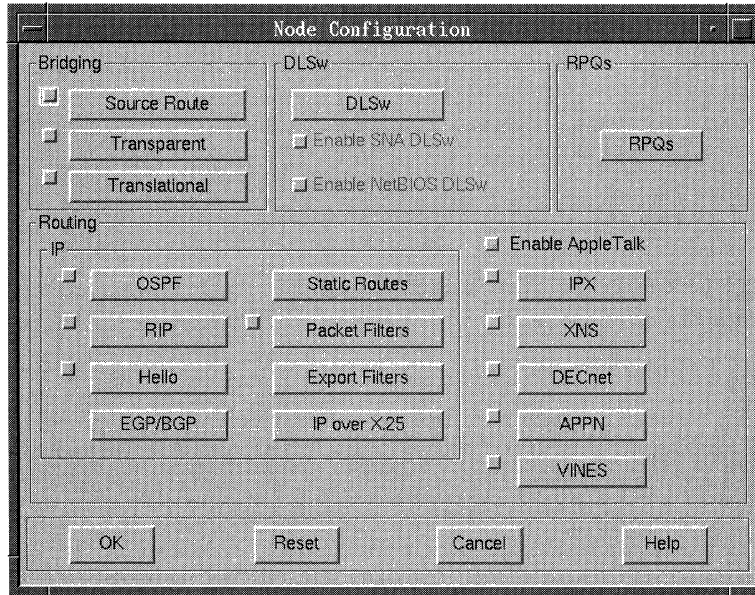 Node Configuration
Bridging
Source Route
Transparent
Translational
DLSw
DLSw
Enable SNA DLSw
Enable NetBIOS DLSw
RPQs
RPQs
Routing
IP
OSPF
RIP
Hello
EGP/BGP
Static Routes
Packet Filters
Export Filters
IP over X.25
Enable AppleTalk
IPX
XNS
DECnet
APPN
VINES
OK
Reset
Cancel
Help